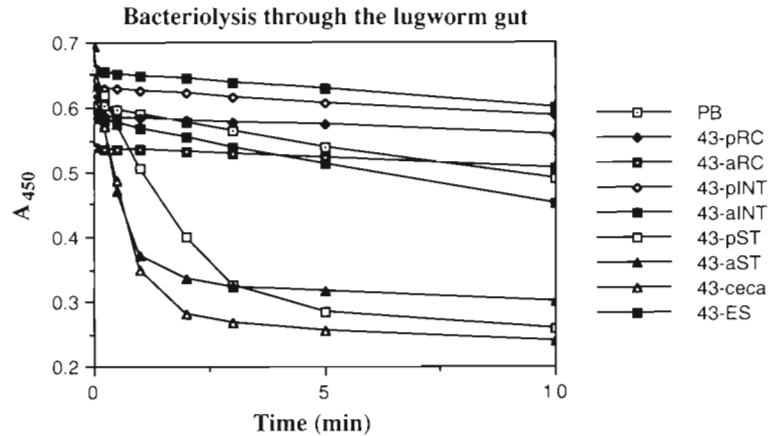 Bacteriolysis through the lugworm gut
0.7
0.6
0.5
0.4
0.3
0.2
A450
0
5
10
Time (min)
PB
43-pRC
43-aRC
43-pINT
43-aINT
43-pST
43-aST
43-ceca
43-ES